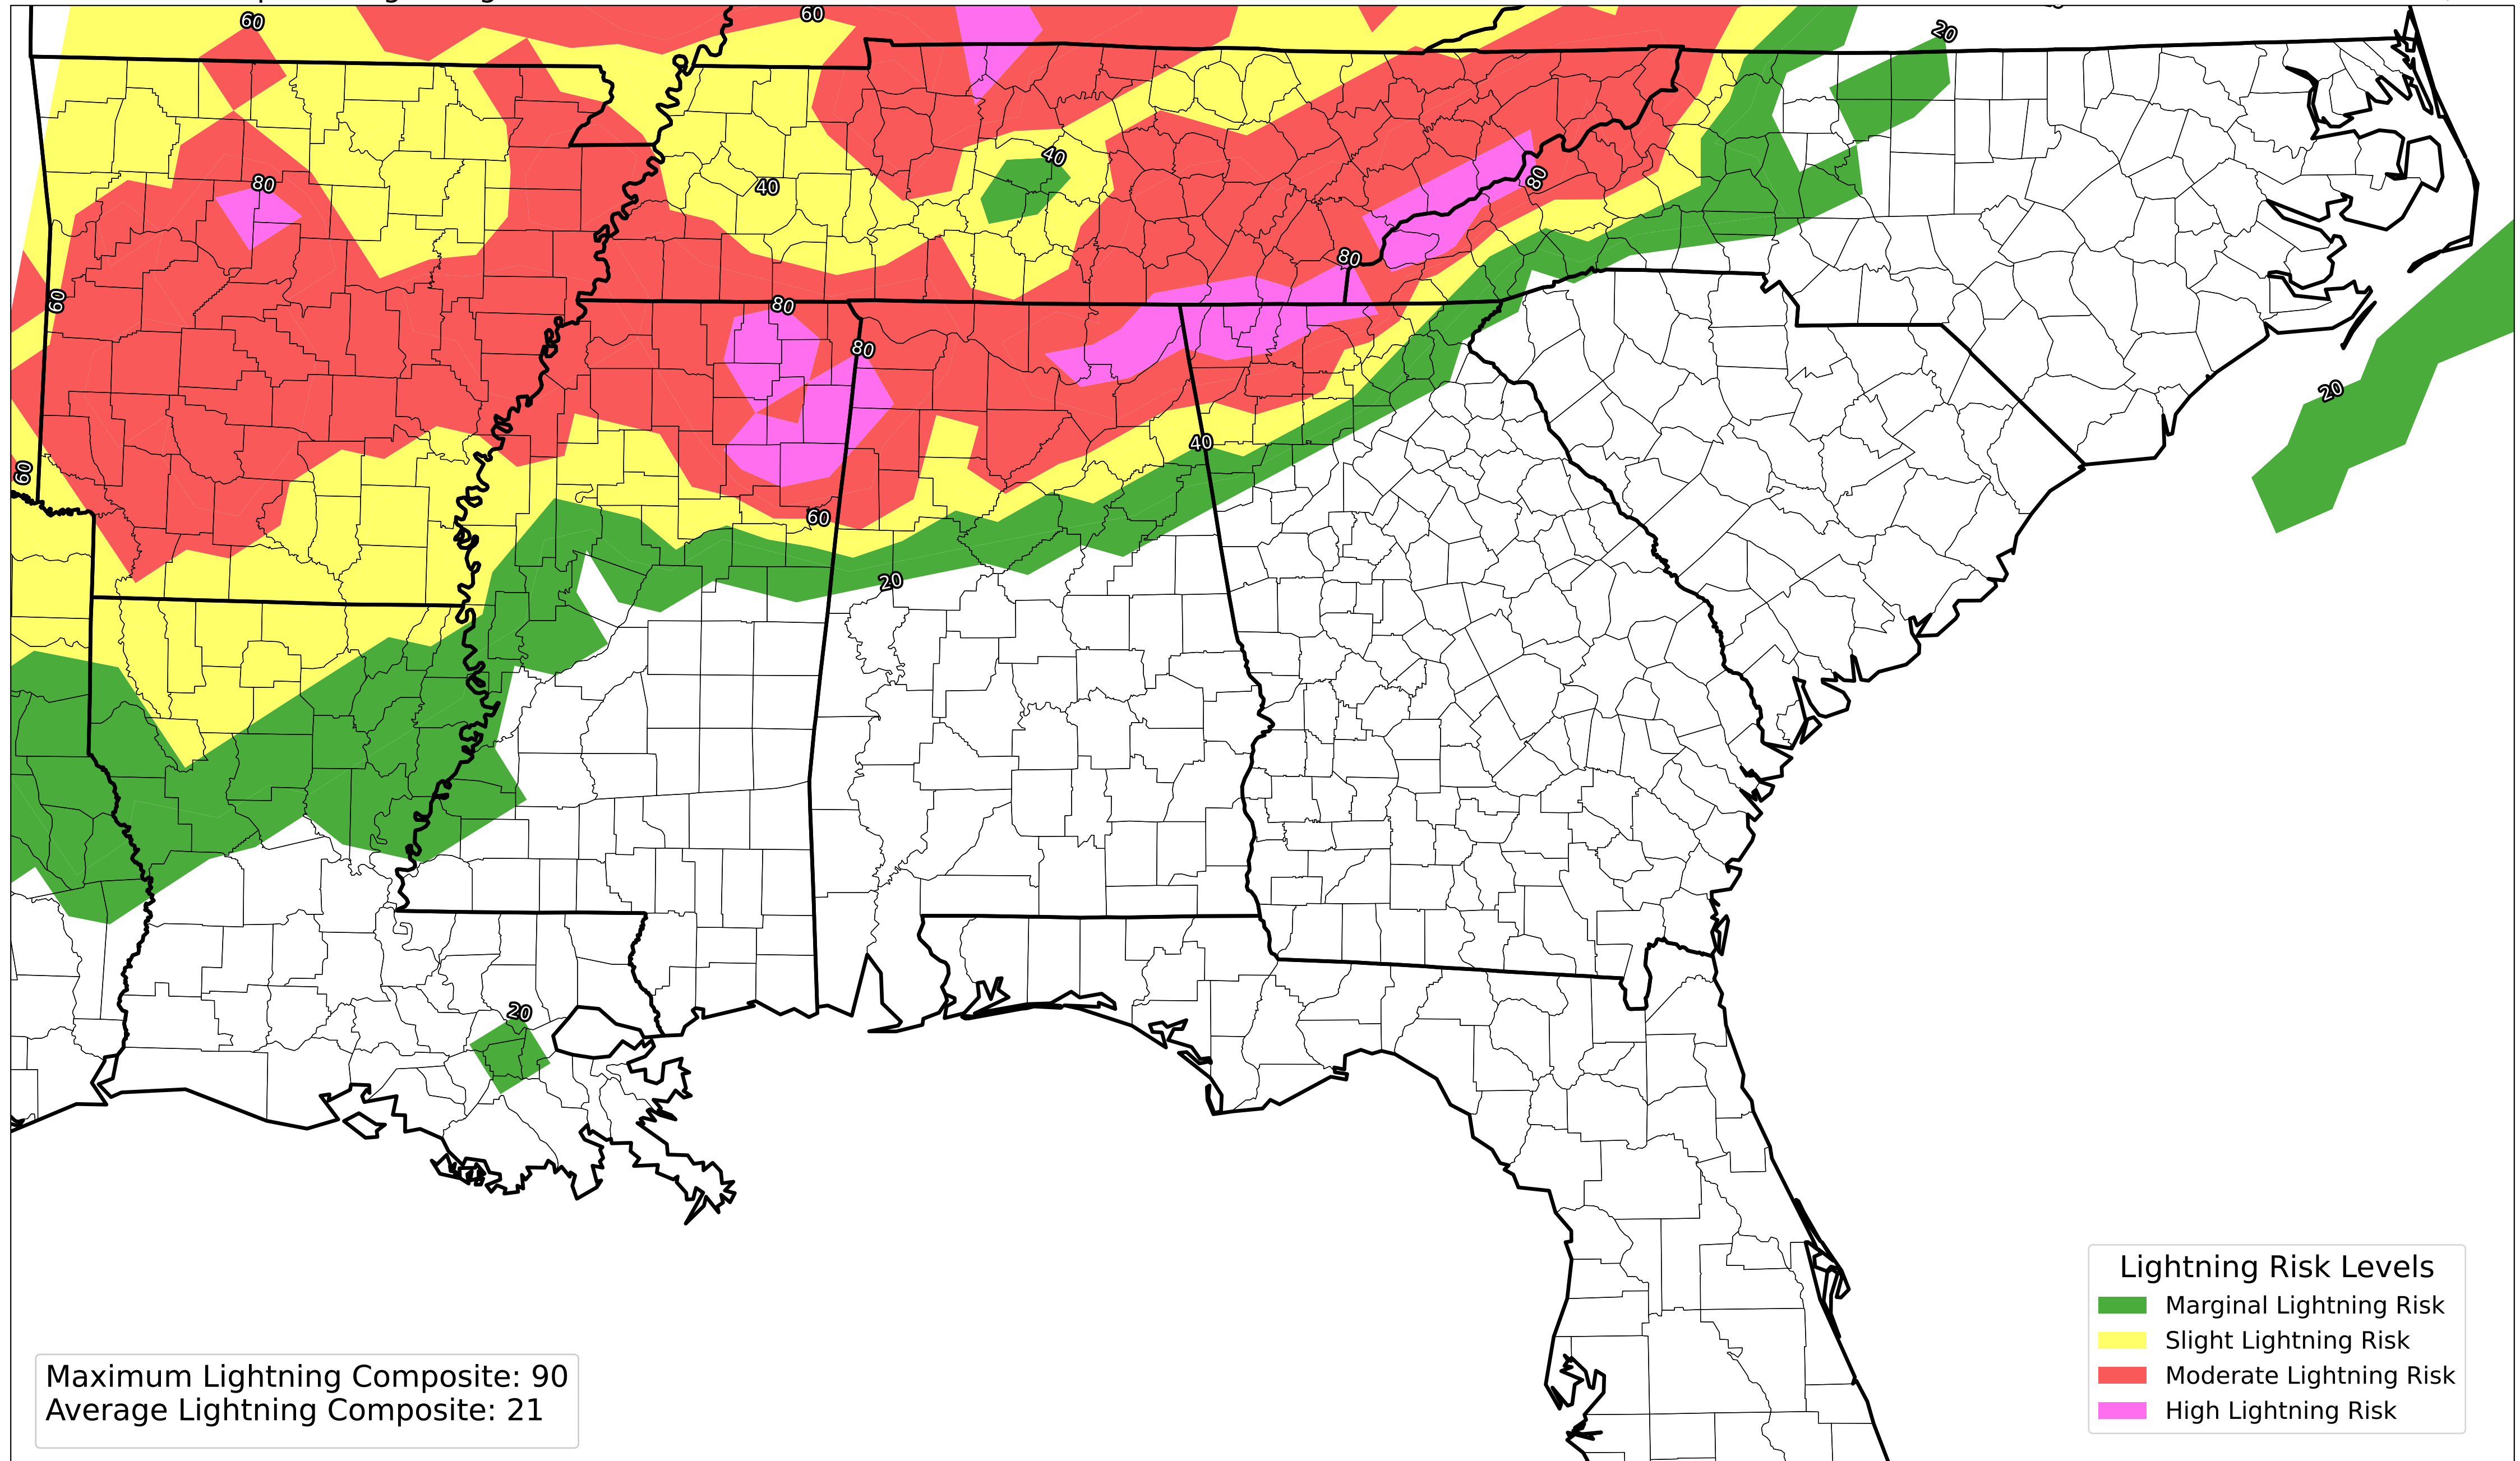 60
60
20
40
80
40
80
80
60
80
80
20
40
60
60
20
20
Lightning Risk Levels
Marginal Lightning Risk
Slight Lightning Risk
Moderate Lightning Risk
High Lightning Risk
Maximum Lightning Composite: 90
Average Lightning Composite: 21